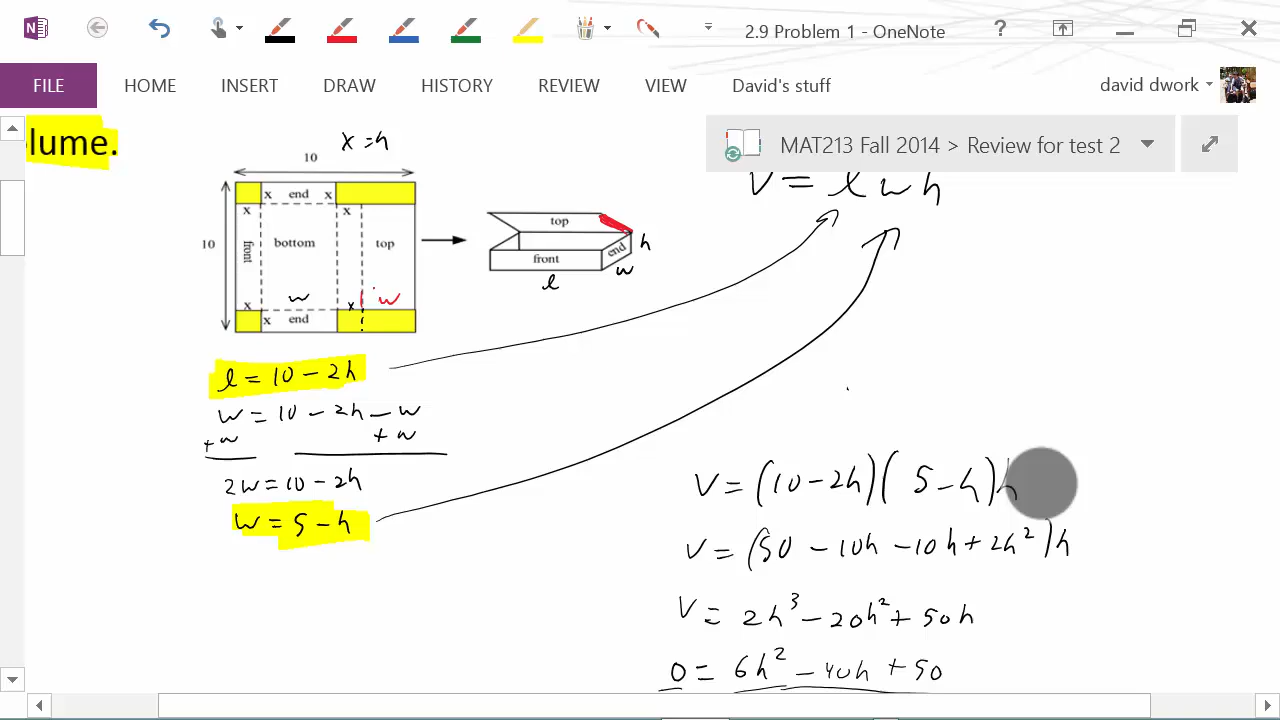 2.9 Problem 1 - OneNote
?
FILE
HOME
INSERT
DRAW
HISTORY
REVIEW
VIEW
David's stuff
david dwork
MAT213 Fall 2014 > Review for test 2
olume.
x = h
10
10
x end x
x
x
front
bottom
top
w
x
w
x
x end
top
front
end
h
w
l
V = l w h
l = 10 - 2h
w = 10 - 2h - w
+w + w
2w = 10 - 2h
w = 5 - h
V = (10 - 2h)(5 - h)h
V = (50 - 10h - 10h + 2h²)h
V = 2h³ - 20h² + 50h
0 = 6h² - 40h + 50